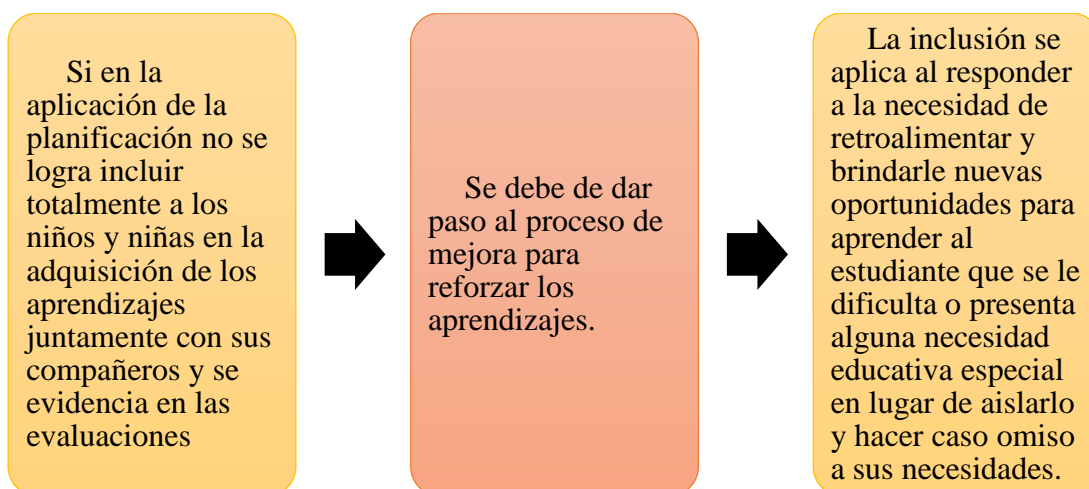 Si en la
aplicación de la
planificación no se
logra incluir
totalmente a los
niños y niñas en la
adquisición de los
aprendizajes
juntamente con sus
compañeros y se
evidencia en las
evaluaciones
Se debe de dar
paso al proceso de
mejora para
reforzar los
aprendizajes.
La inclusión se
aplica al responder
a la necesidad de
retroalimentar y
brindarle nuevas
oportunidades para
aprender al
estudiante que se le
dificulta o presenta
alguna necesidad
educativa especial
en lugar de aislarlo
y hacer caso omiso
a sus necesidades.